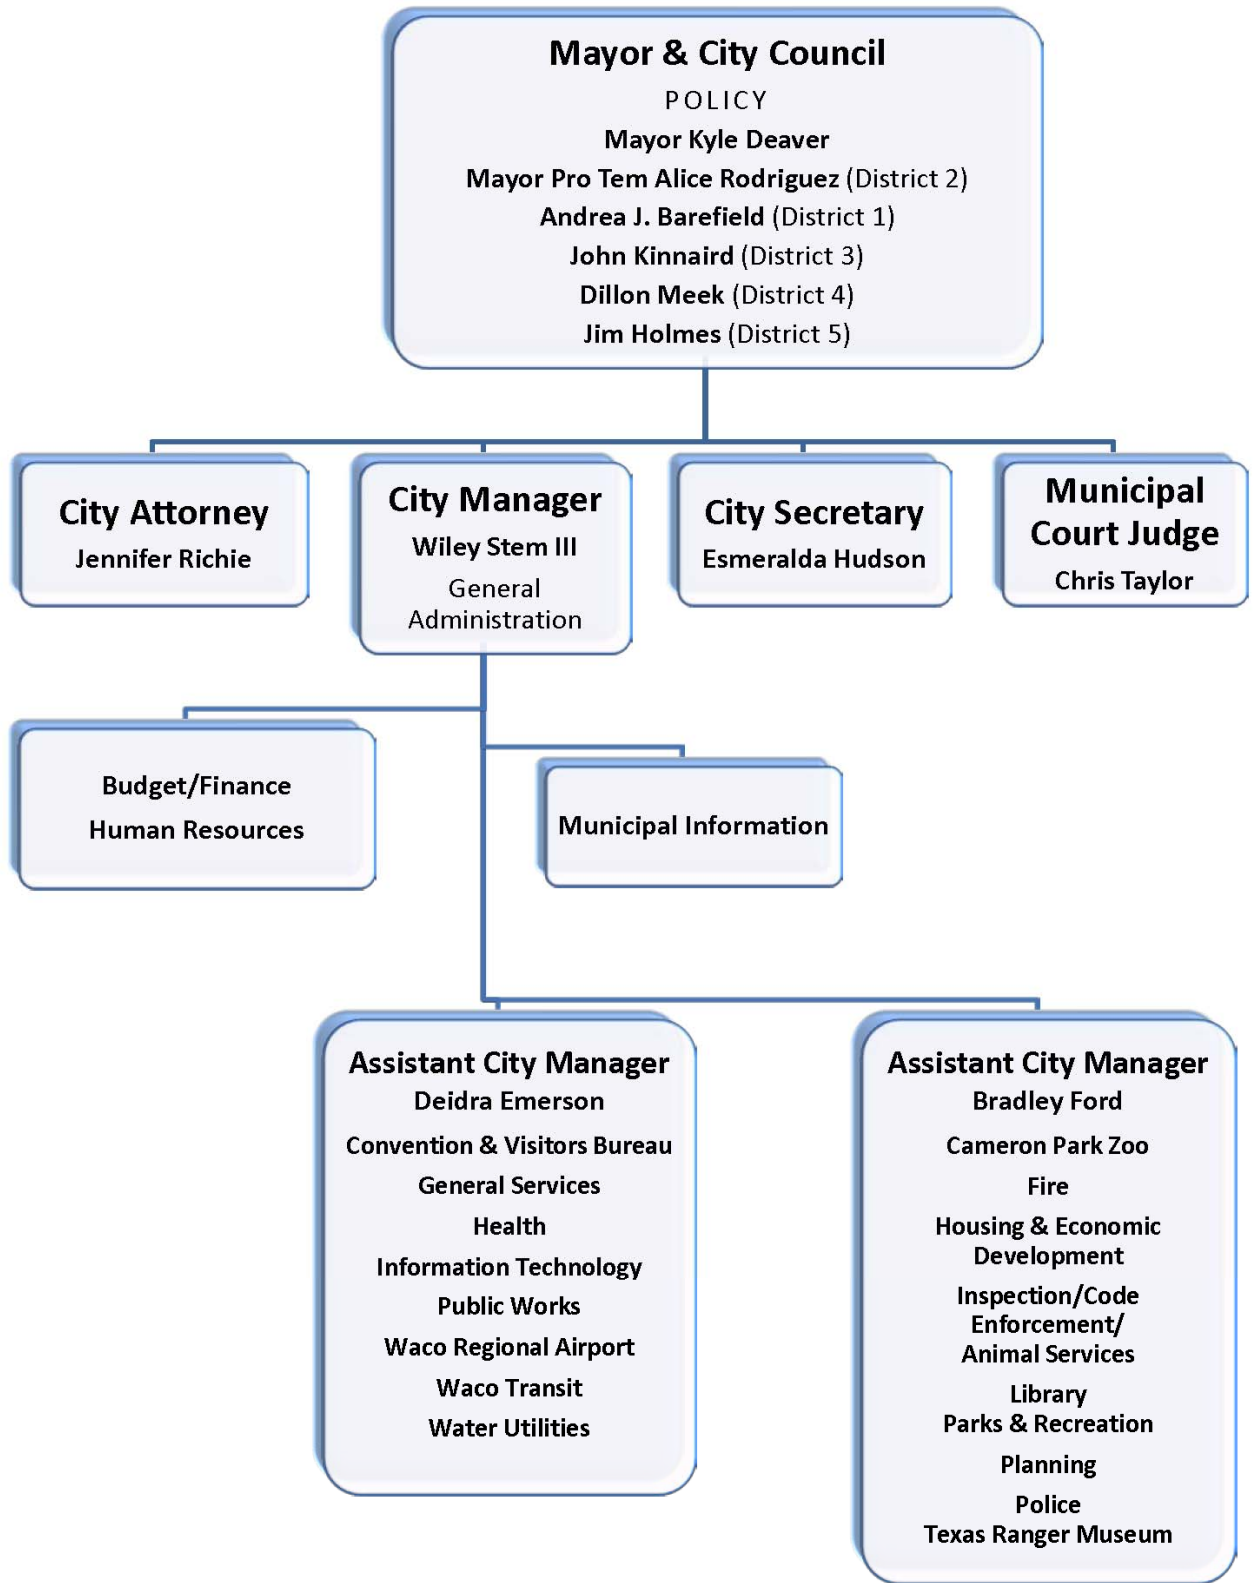 Mayor & City Council
POLICY
Mayor Kyle Deaver
Mayor Pro Tem Alice Rodriguez (District 2)
Andrea J. Barefield (District 1)
John Kinnaird (District 3)
Dillon Meek (District 4)
Jim Holmes (District 5)
City Attorney
Jennifer Richie
City Manager
Wiley Stem III
General
Administration
City Secretary
Esmeralda Hudson
Municipal
Court Judge
Chris Taylor
Budget/Finance
Human Resources
Municipal Information
Assistant City Manager
Deidra Emerson
Convention & Visitors Bureau
General Services
Health
Information Technology
Public Works
Waco Regional Airport
Waco Transit
Water Utilities
Assistant City Manager
Bradley Ford
Cameron Park Zoo
Fire
Housing & Economic
Development
Inspection/Code
Enforcement/
Animal Services
Library
Parks & Recreation
Planning
Police
Texas Ranger Museum